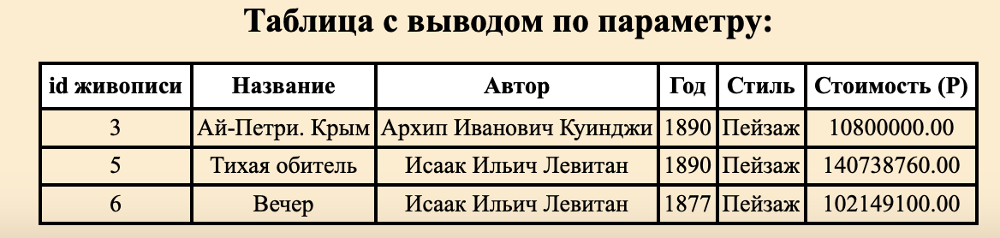 Таблица с выводом по параметру:
id живописи Название Автор Год Стиль Стоимость (Р)
3 Ай-Петри. Крым Архип Иванович Куинджи 1890 Пейзаж 10800000.00
5 Тихая обитель Исаак Ильич Левитан 1890 Пейзаж 140738760.00
6 Вечер Исаак Ильич Левитан 1877 Пейзаж 102149100.00